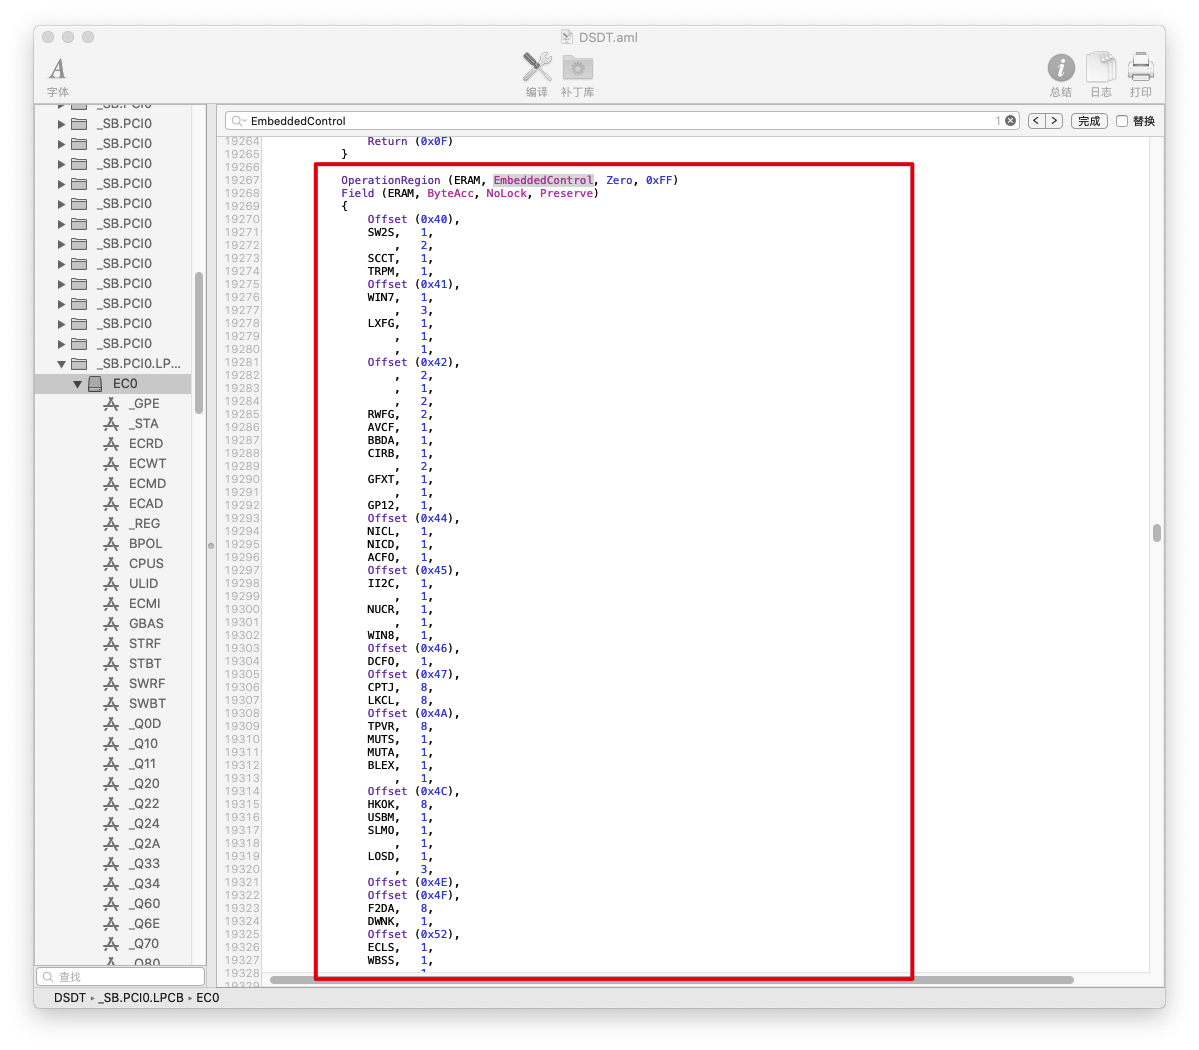 DSDT.aml
字体
编译
补丁库
总结
日志
打印
EmbeddedControl
1
完成
替换
_SB.PCI0
_SB.PCI0
_SB.PCI0
_SB.PCI0
_SB.PCI0
_SB.PCI0
_SB.PCI0
_SB.PCI0
_SB.PCI0
_SB.PCI0
_SB.PCI0
_SB.PCI0
_SB.PCI0
_SB.PCI0.LP...
EC0
_GPE
_STA
ECRD
ECWT
ECMD
ECAD
_REG
BPOL
CPUS
ULID
ECMI
GBAS
STRF
STBT
SWRF
SWBT
_Q0D
_Q10
_Q11
_Q20
_Q22
_Q24
_Q2A
_Q33
_Q34
_Q60
_Q6E
_Q70
_Q80
查找
19264 Return (0x0F)
19265 }
19266
19267 OperationRegion (ERAM, EmbeddedControl, Zero, 0xFF)
19268 Field (ERAM, ByteAcc, NoLock, Preserve)
19269 {
19270 Offset (0x40),
19271 SW2S, 1,
19272 , 2,
19273 SCCT, 1,
19274 TRPM, 1,
19275 Offset (0x41),
19276 WIN7, 1,
19277 , 3,
19278 LXFG, 1,
19279 , 1,
19280 , 1,
19281 Offset (0x42),
19282 , 2,
19283 , 1,
19284 , 2,
19285 RWFG, 2,
19286 AVCF, 1,
19287 BBDA, 1,
19288 CIRB, 1,
19289 , 2,
19290 GFXT, 1,
19291 , 1,
19292 GP12, 1,
19293 Offset (0x44),
19294 NICL, 1,
19295 NICD, 1,
19296 ACFO, 1,
19297 Offset (0x45),
19298 II2C, 1,
19299 , 1,
19300 NUCR, 1,
19301 , 1,
19302 WIN8, 1,
19303 Offset (0x46),
19304 DCFO, 1,
19305 Offset (0x47),
19306 CPTJ, 8,
19307 LKCL, 8,
19308 Offset (0x4A),
19309 TPVR, 8,
19310 MUTS, 1,
19311 MUTA, 1,
19312 BLEX, 1,
19313 , 1,
19314 Offset (0x4C),
19315 HKOK, 8,
19316 USBM, 1,
19317 SLMO, 1,
19318 , 1,
19319 LOSD, 1,
19320 , 3,
19321 Offset (0x4E),
19322 Offset (0x4F),
19323 F2DA, 8,
19324 DWNK, 1,
19325 Offset (0x52),
19326 ECLS, 1,
19327 WBSS, 1,
19328
19329
DSDT _SB.PCI0.LPCB EC0